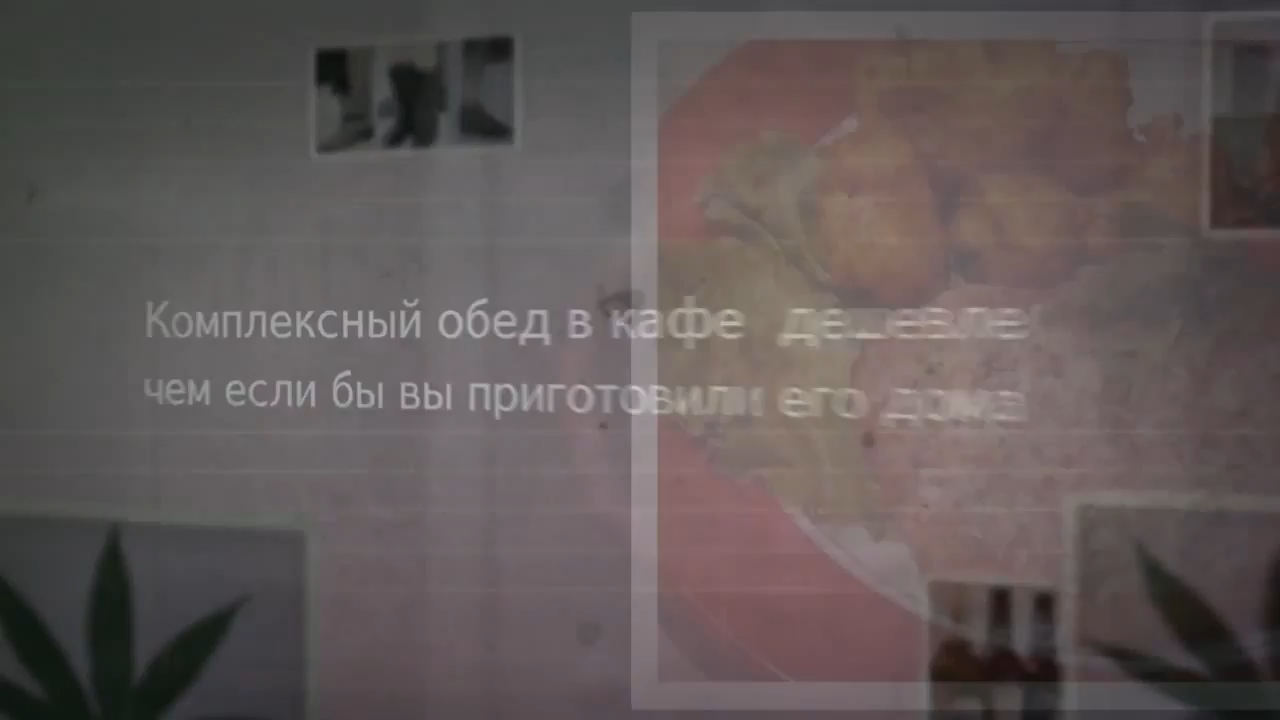 Комплексный обед в кафе дешевле
чем если бы вы приготовили его дома